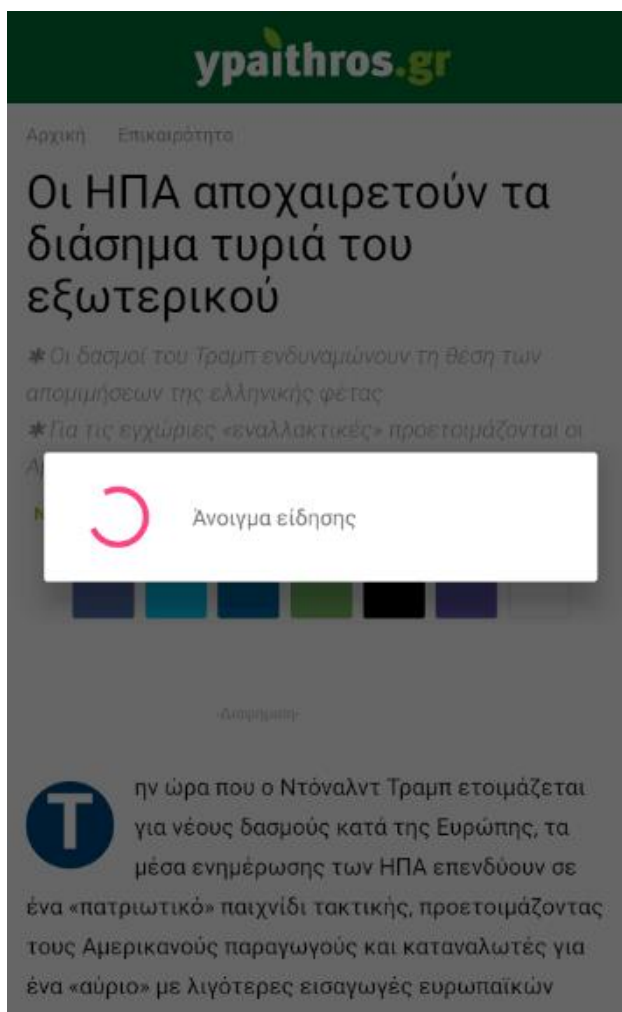 ypaithros.gr
Αρχική Επικαιρότητα
Οι ΗΠΑ αποχαιρετούν τα
διάσημα τυριά του
εξωτερικού
✱ Οι δασμοί του Τραμπ ενδυναμώνουν τη θέση των
απομιμήσεων της ελληνικής φέτας
✱ Για τις εγχώριες «εναλλακτικές» προετοιμάζονται οι
Άνοιγμα είδησης
-Διαφήμιση-
Την ώρα που ο Ντόναλντ Τραμπ ετοιμάζεται
για νέους δασμούς κατά της Ευρώπης, τα
μέσα ενημέρωσης των ΗΠΑ επενδύουν σε
ένα «πατριωτικό» παιχνίδι τακτικής, προετοιμάζοντας
τους Αμερικανούς παραγωγούς και καταναλωτές για
ένα «αύριο» με λιγότερες εισαγωγές ευρωπαϊκών